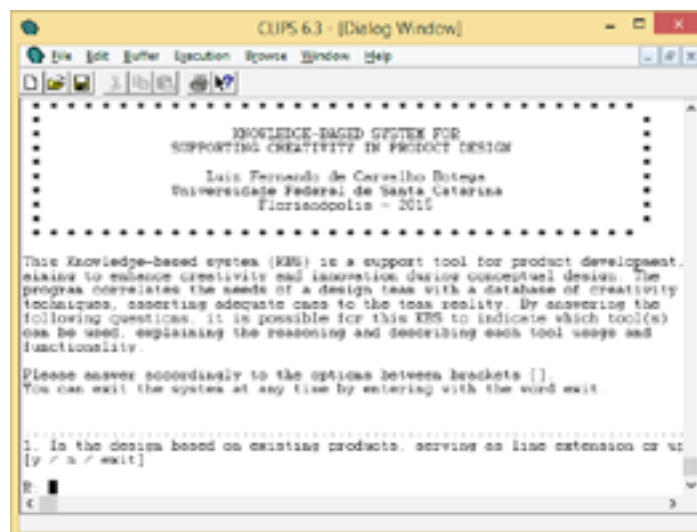 CLIPS 6.3 - [Dialog Window]
File Edit Buffer Execution Browse Window Help
KNOWLEDGE-BASED SYSTEM FOR
SUPPORTING CREATIVITY IN PRODUCT DESIGN
Luiz Fernando de Carvalho Botega
Universidade Federal de Santa Catarina
Florianópolis - 2015
This Knowledge-based system (KBS) is a support tool for product development,
aiming to enhance creativity and innovation during conceptual design. The
program correlates the needs of a design team with a database of creativity
techniques, asserting adequate ones to the team reality. By answering the
following questions, it is possible for this KBS to indicate which tool(s)
can be used, explaining the reasoning and describing each tool usage and
functionality.
Please answer accordingly to the options between brackets [].
You can exit the system at any time by entering with the word exit.
1. Is the design based on existing products, serving as line extension or up
[y / n / exit]
R: